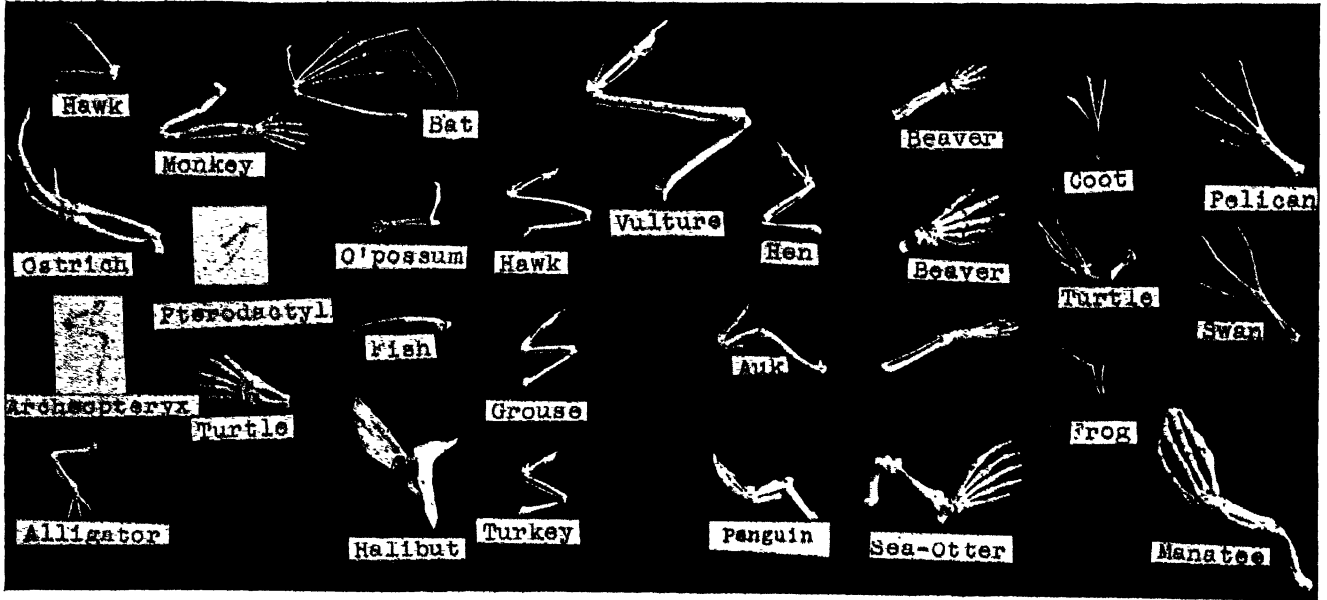 Hawk
Bat
Monkey
Beaver
Coot
Pelican
Vulture
O'possum
Hawk
Hen
Ostrich
Beaver
Turtle
Pterodactyl
Swan
Fish
Auk
Archeopteryx
Turtle
Grouse
Frog
Alligator
Turkey
Penguin
Halibut
Sea-Otter
Manatee